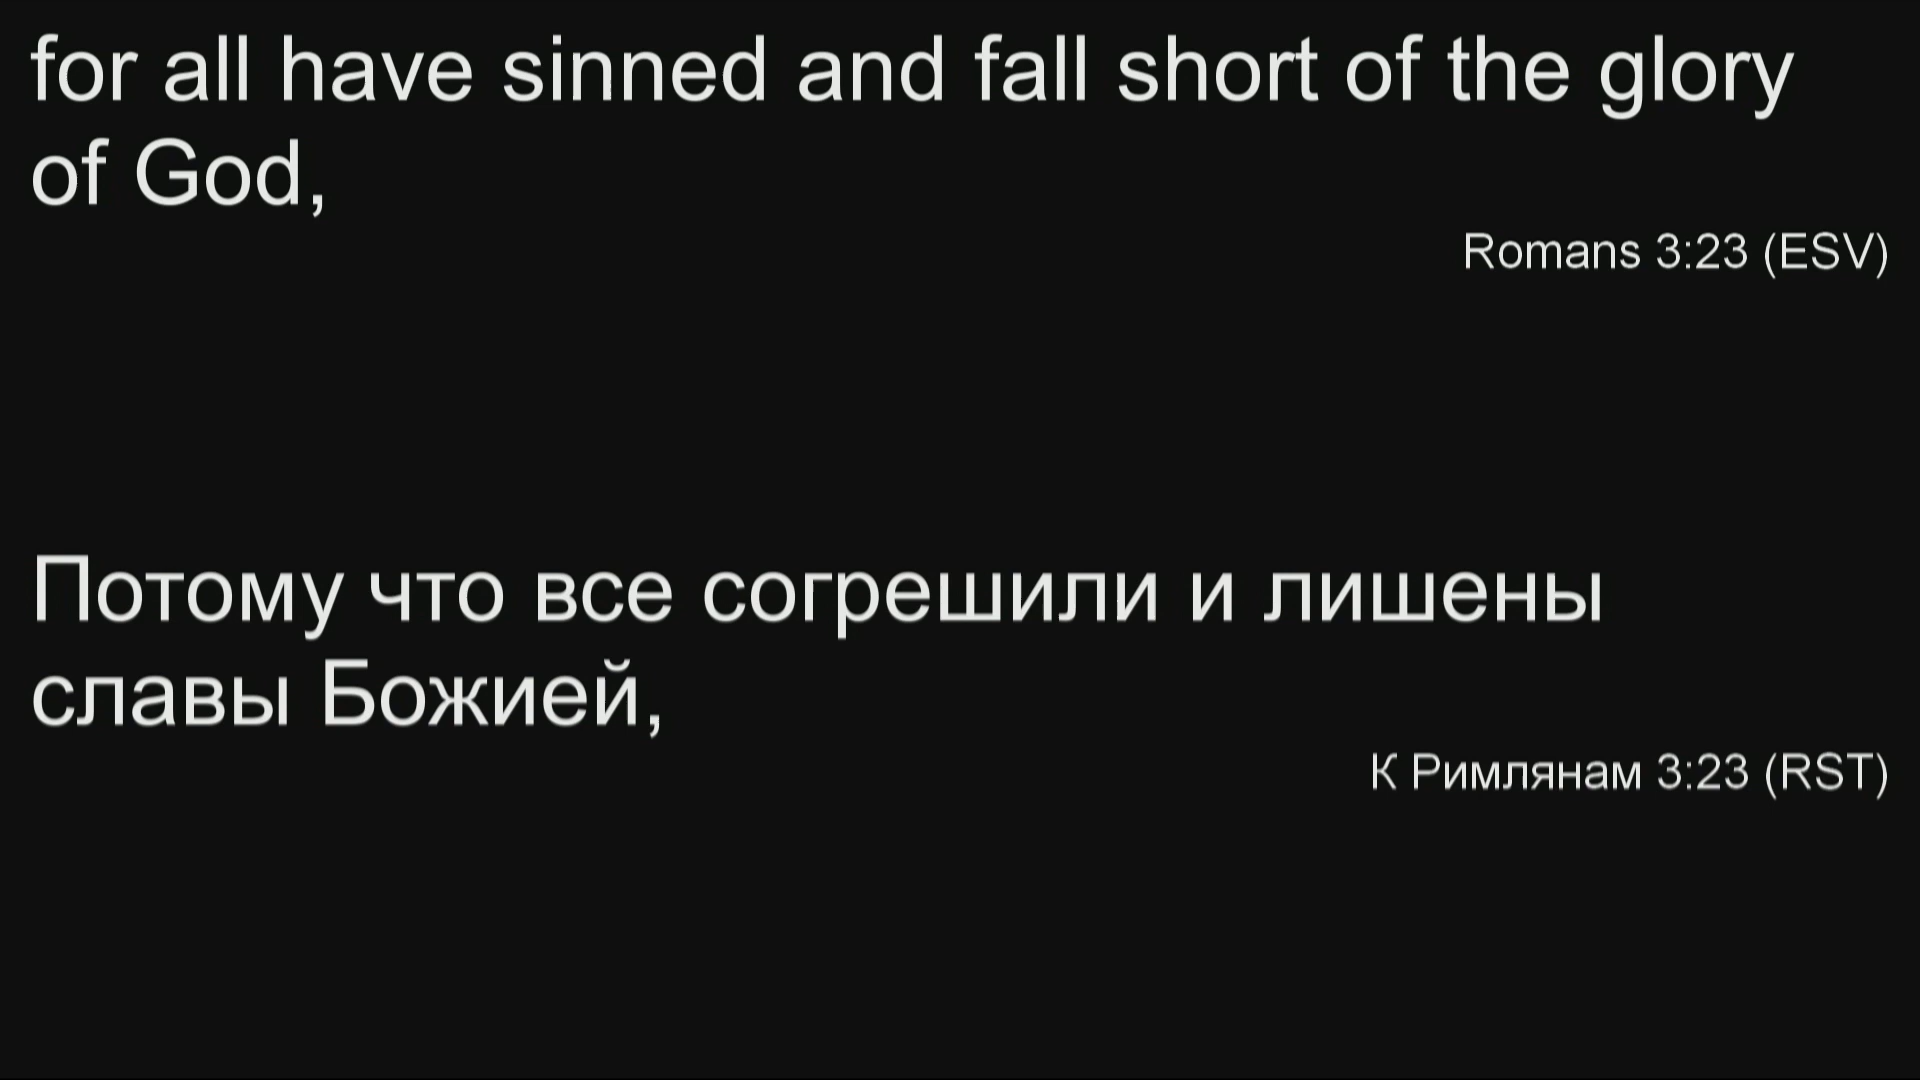 for all have sinned and fall short of the glory
of God,
Romans 3:23 (ESV)
Потому что все согрешили и лишены
славы Божией,
К Римлянам 3:23 (RST)